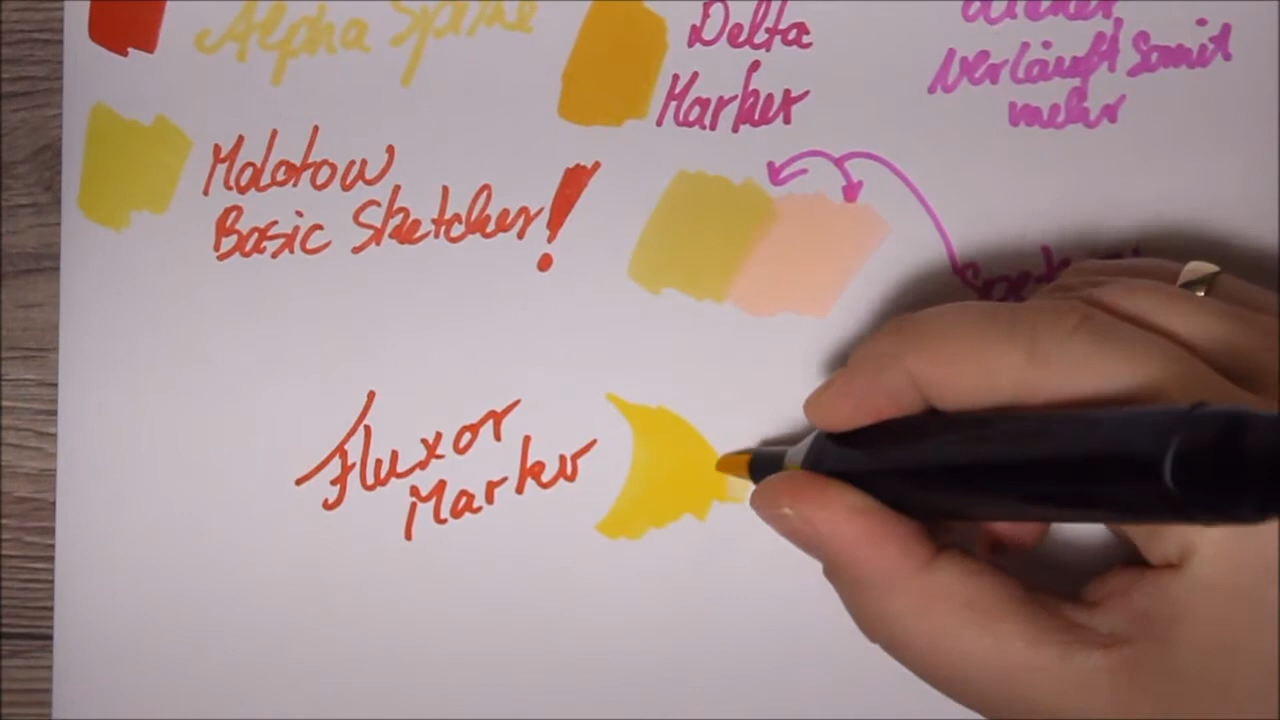 Alpha
Delta
Marker
verläuft somit
mehr
Molotow
Basic Sketcher!
Fluxor
Marker